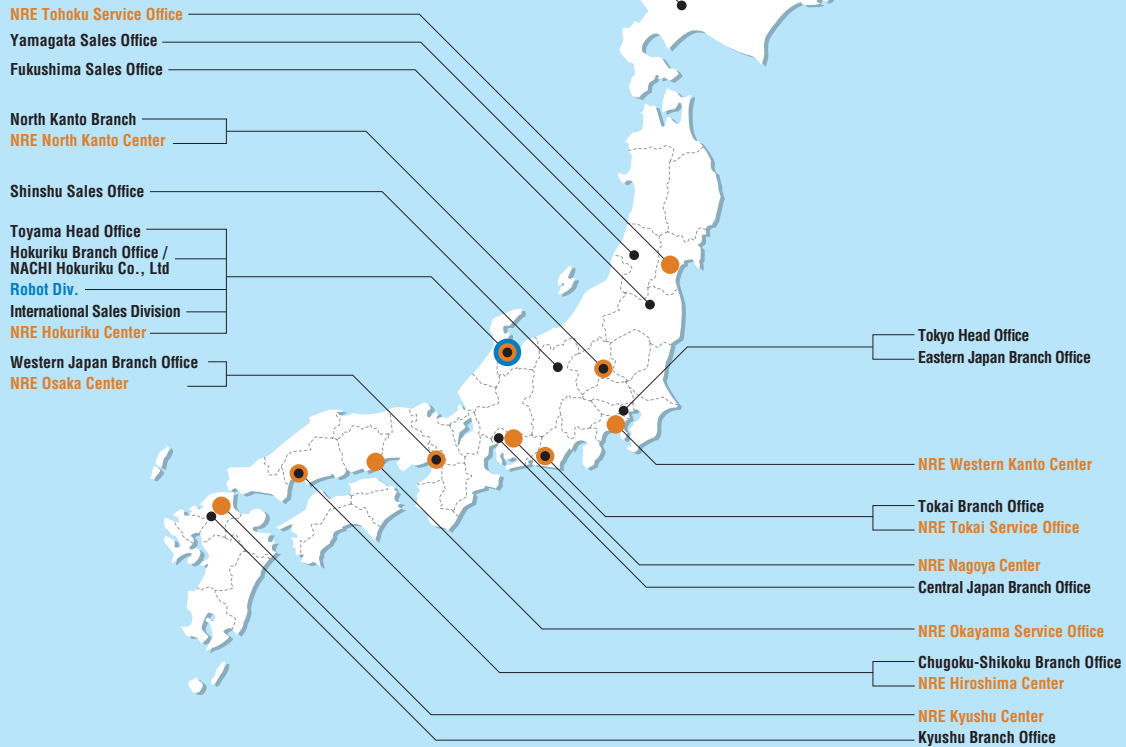 NRE Tohoku Service Office
Yamagata Sales Office
Fukushima Sales Office
North Kanto Branch
NRE North Kanto Center
Shinshu Sales Office
Toyama Head Office
Hokuriku Branch Office /
NACHI Hokuriku Co., Ltd
Robot Div.
International Sales Division
NRE Hokuriku Center
Western Japan Branch Office
NRE Osaka Center
Tokyo Head Office
Eastern Japan Branch Office
NRE Western Kanto Center
Tokai Branch Office
NRE Tokai Service Office
NRE Nagoya Center
Central Japan Branch Office
NRE Okayama Service Office
Chugoku-Shikoku Branch Office
NRE Hiroshima Center
NRE Kyushu Center
Kyushu Branch Office